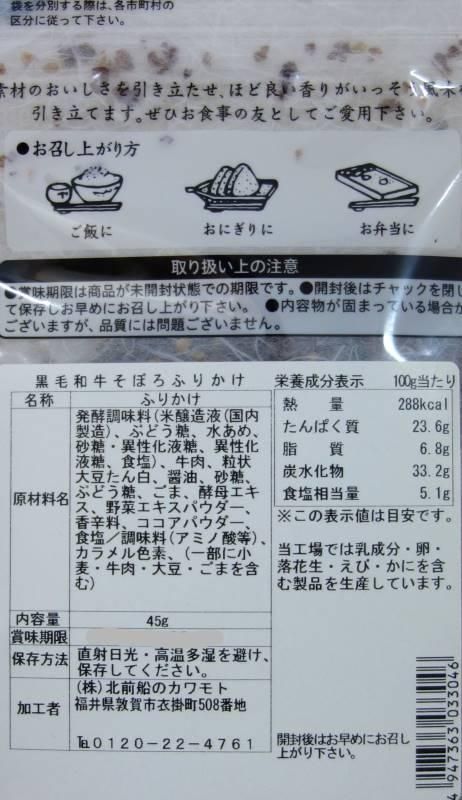 袋を分別する際は、各市町村の
区分に従って下さい。
素材のおいしさを引き立たせ、ほど良い香りがいっそう風味を
引き立てます。ぜひお食事の友としてご愛用下さい。
●お召し上がり方
ご飯に
おにぎりに
お弁当に
取り扱い上の注意
●賞味期限は商品が未開封状態での期限です。●開封後はチャックを閉じ
て保存しお早めにお召し上がり下さい。 ●内容物が固まっている場合が
ございますが、品質には問題ございません。
黒毛和牛そぼろふりかけ
名称 ふりかけ
原材料名
発酵調味料(米醸造液(国内
製造)、ぶどう糖、水あめ、
砂糖・異性化液糖、異性化
液糖、食塩)、牛肉、粒状
大豆たん白、醤油、砂糖、
ぶどう糖、ごま、酵母エキ
ス、野菜エキスパウダー、
香辛料、ココアパウダー、
食塩／調味料(アミノ酸等)、
カラメル色素、(一部に小
麦・牛肉・大豆・ごまを含
む)
内容量 45g
賞味期限
保存方法 直射日光・高温多湿を避け、
保存してください。
加工者 (株)北前船のカワモト
福井県敦賀市衣掛町508番地
℡0120-22-4761
栄養成分表示 100g当たり
熱量 288kcal
たんぱく質 23.6g
脂質 6.8g
炭水化物 33.2g
食塩相当量 5.1g
※この表示値は目安です。
当工場では乳成分・卵・
落花生・えび・かにを含
む製品を生産しています。
開封後はお早めにお召し
上がり下さい。
4947363033046